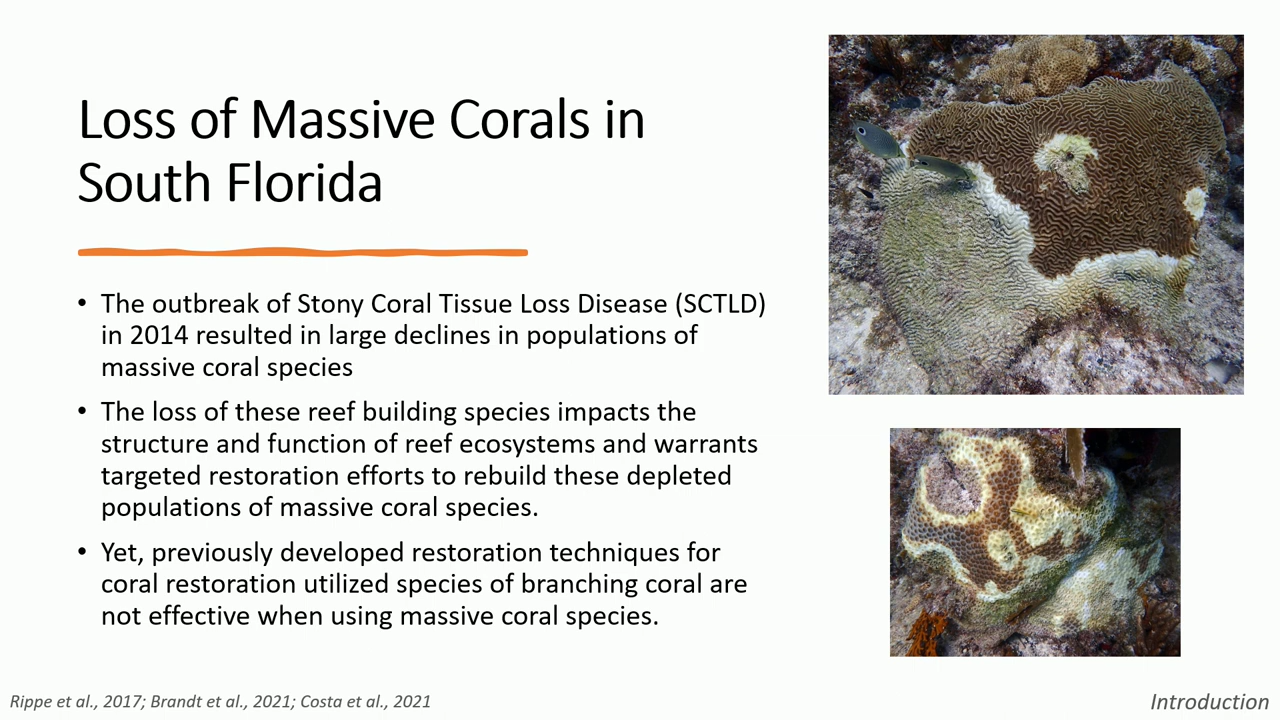 Loss of Massive Corals in
South Florida
• The outbreak of Stony Coral Tissue Loss Disease (SCTLD)
in 2014 resulted in large declines in populations of
massive coral species
• The loss of these reef building species impacts the
structure and function of reef ecosystems and warrants
targeted restoration efforts to rebuild these depleted
populations of massive coral species.
• Yet, previously developed restoration techniques for
coral restoration utilized species of branching coral are
not effective when using massive coral species.
Rippe et al., 2017; Brandt et al., 2021; Costa et al., 2021
Introduction